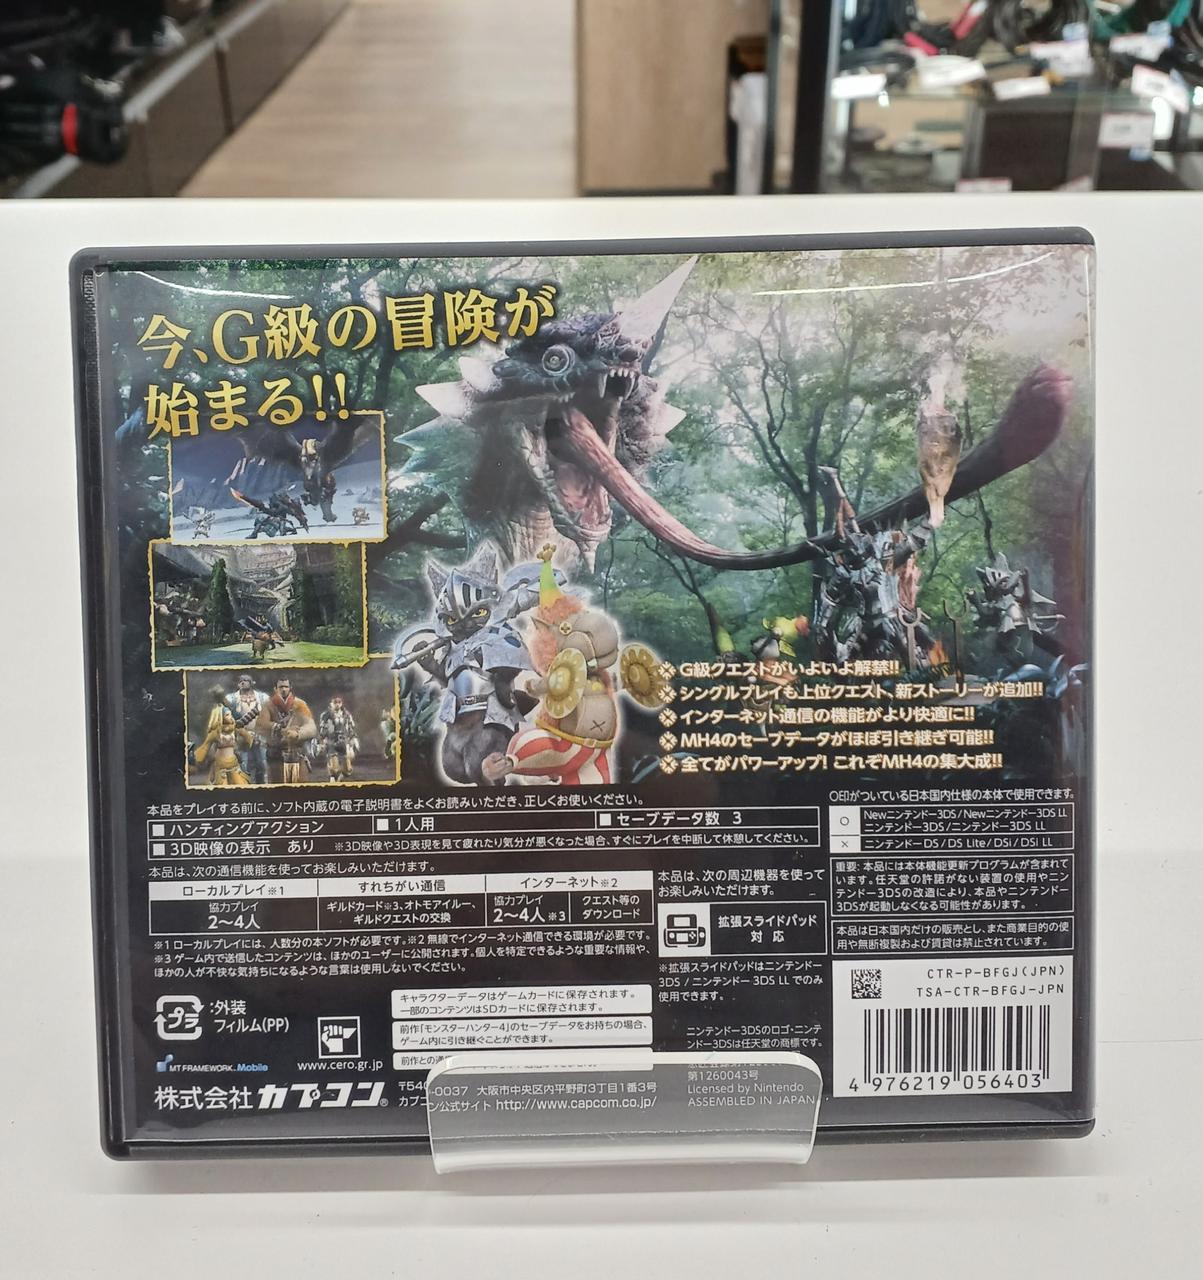 今、G級の冒険が
始まる!!
G級クエストがいよいよ解禁!!
シングルプレイも上位クエスト、新ストーリーが追加!!
インターネット通信の機能がより快適に!!
MH4のセーブデータがほぼ引き継ぎ可能!!
全てがパワーアップ! これぞMH4の集大成!!
本品をプレイする前に、ソフト内蔵の電子説明書をよくお読みいただき、正しくお使いください。
■ハンティングアクション ■1人用 ■セーブデータ数 3
■3D映像の表示 あり ※3D映像や3D表現を見て疲れたり気分が悪くなった場合、すぐにプレイを中断して休憩してください。
本品は、次の通信機能を使ってお楽しみいただけます。
ローカルプレイ※1 すれちがい通信 インターネット※2
協力プレイ
2〜4人
ギルドカード※3、オトモアイルー、
ギルドクエストの交換
協力プレイ
2〜4人※3
クエスト等の
ダウンロード
※1 ローカルプレイには、人数分の本ソフトが必要です。※2 無線でインターネット通信できる環境が必要です。
※3 ゲーム内で送信したコンテンツは、ほかのユーザーに公開されます。個人を特定できるような重要な情報や、
ほかの人が不快な気持ちになるような言葉は使用しないでください。
本品は、次の周辺機器を使って
お楽しみいただけます。
拡張スライドパッド
対 応
※拡張スライドパッドはニンテンドー
3DS / ニンテンドー3DS LL でのみ
使用できます。
○印がついている日本国内仕様の本体で使用できます。
○ Newニンテンドー3DS/Newニンテンドー3DS LL
ニンテンドー3DS/ニンテンドー3DS LL
× ニンテンドーDS/DS Lite/DSi/DSi LL
重要:本品には本体機能更新プログラムが含まれて
います。任天堂の許諾がない装置の使用やニン
テンドー3DSの改造により、本品やニンテンドー
3DSが起動しなくなる可能性があります。
本品は日本国内だけの販売とし、また商業目的の使
用や無断複製および賃貸は禁止されています。
CTR-P-BFGJ(JPN)
TSA-CTR-BFGJ-JPN
4 976219 056403
プラ
:外装
フィルム(PP)
www.cero.gr.jp
MT FRAMEWORK Mobile
キャラクターデータはゲームカードに保存されます。
一部のコンテンツはSDカードに保存されます。
前作「モンスターハンター4」のセーブデータをお持ちの場合、
ゲーム内に引き継ぐことができます。
前作との通
ニンテンドー3DSのロゴ・ニンテ
ンドー3DSは任天堂の商標です。
第1260043号
Licensed by Nintendo
ASSEMBLED IN JAPAN
株式会社カプコン®
〒540-0037 大阪市中央区内平野町3丁目1番3号
カプコン公式サイト http://www.capcom.co.jp/